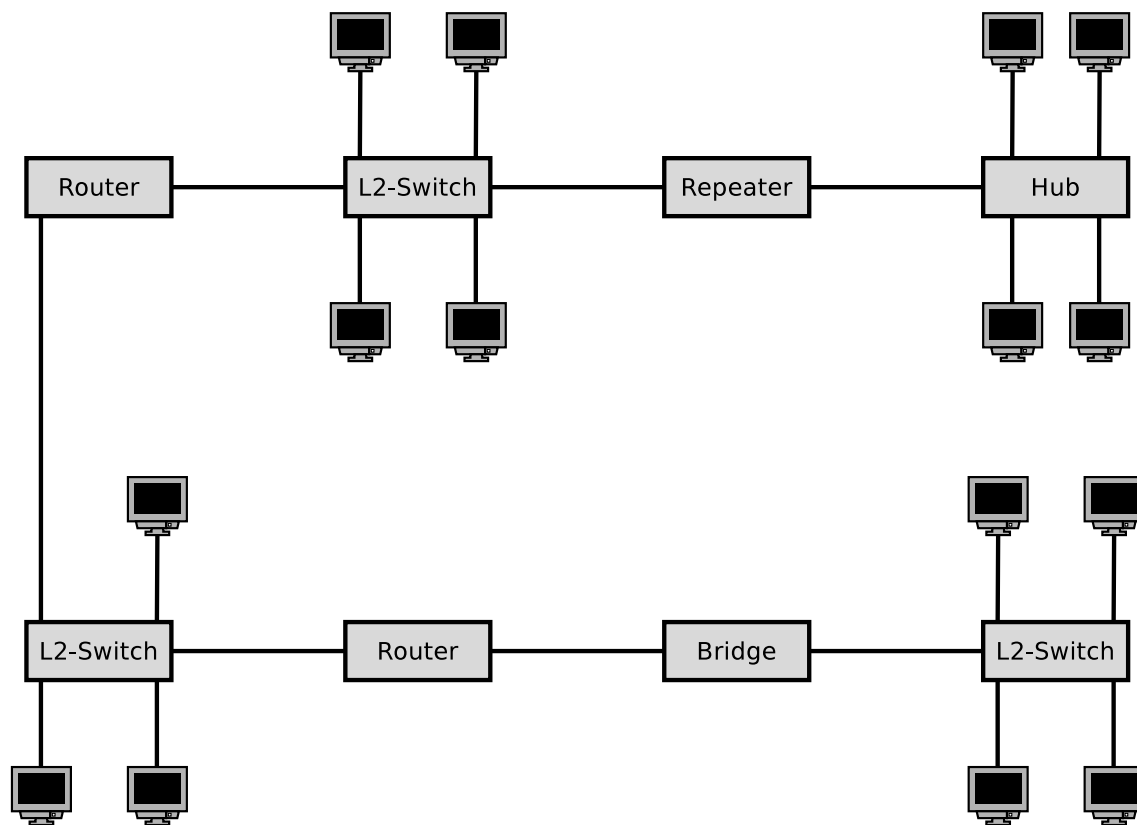 Router
L2-Switch
Repeater
Hub
L2-Switch
Router
Bridge
L2-Switch